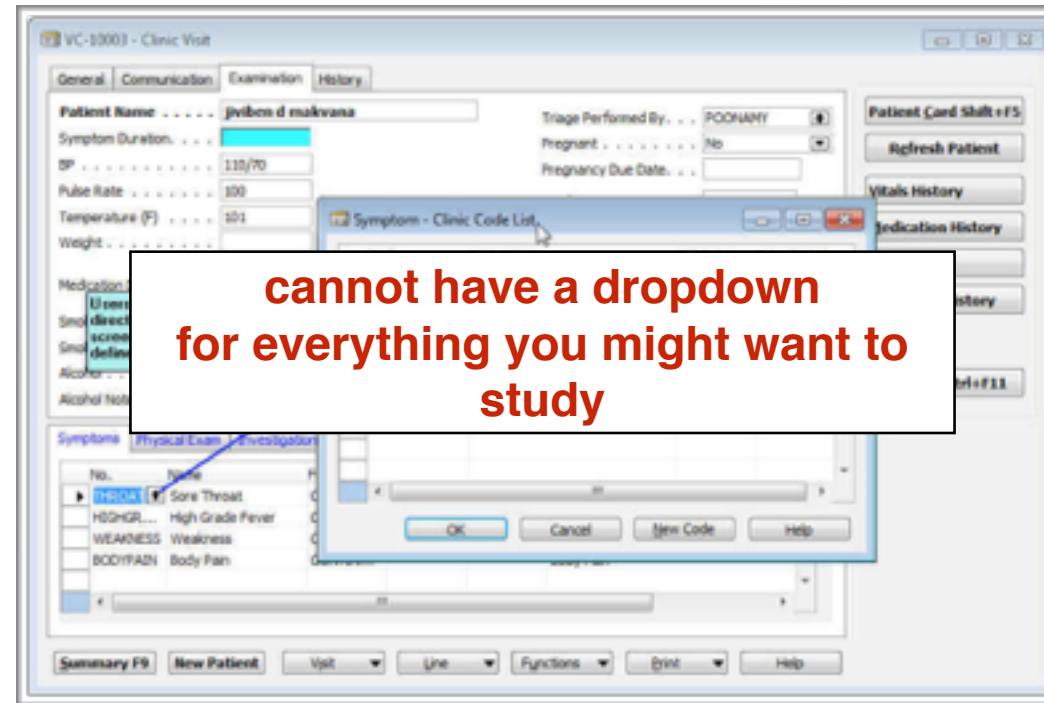 VC-10003 - Clinic Visit
General Communication Examination History
Patient Name . . . . . jiviben d makvana
Symptom Duration. . . .
BP . . . . . . . . . . . 110/70
Pulse Rate . . . . . . . 100
Temperature (F) . . . . 101
Weight . . . . . . . . .
Triage Performed By. . . POONAMY
Pregnant . . . . . . . . No
Pregnancy Due Date. . .
Patient Card Shift+F5
Refresh Patient
Vitals History
Medication History
Symptom - Clinic Code List
cannot have a dropdown
for everything you might want to
study
Alcohol
Symptoms Physical Exam
No. Name
THROAT Sore Throat
HIGHGR... High Grade Fever
WEAKNESS Weakness
BODYPAIN Body Pain
OK Cancel New Code Help
Summary F9 New Patient Visit Line Functions Print Help